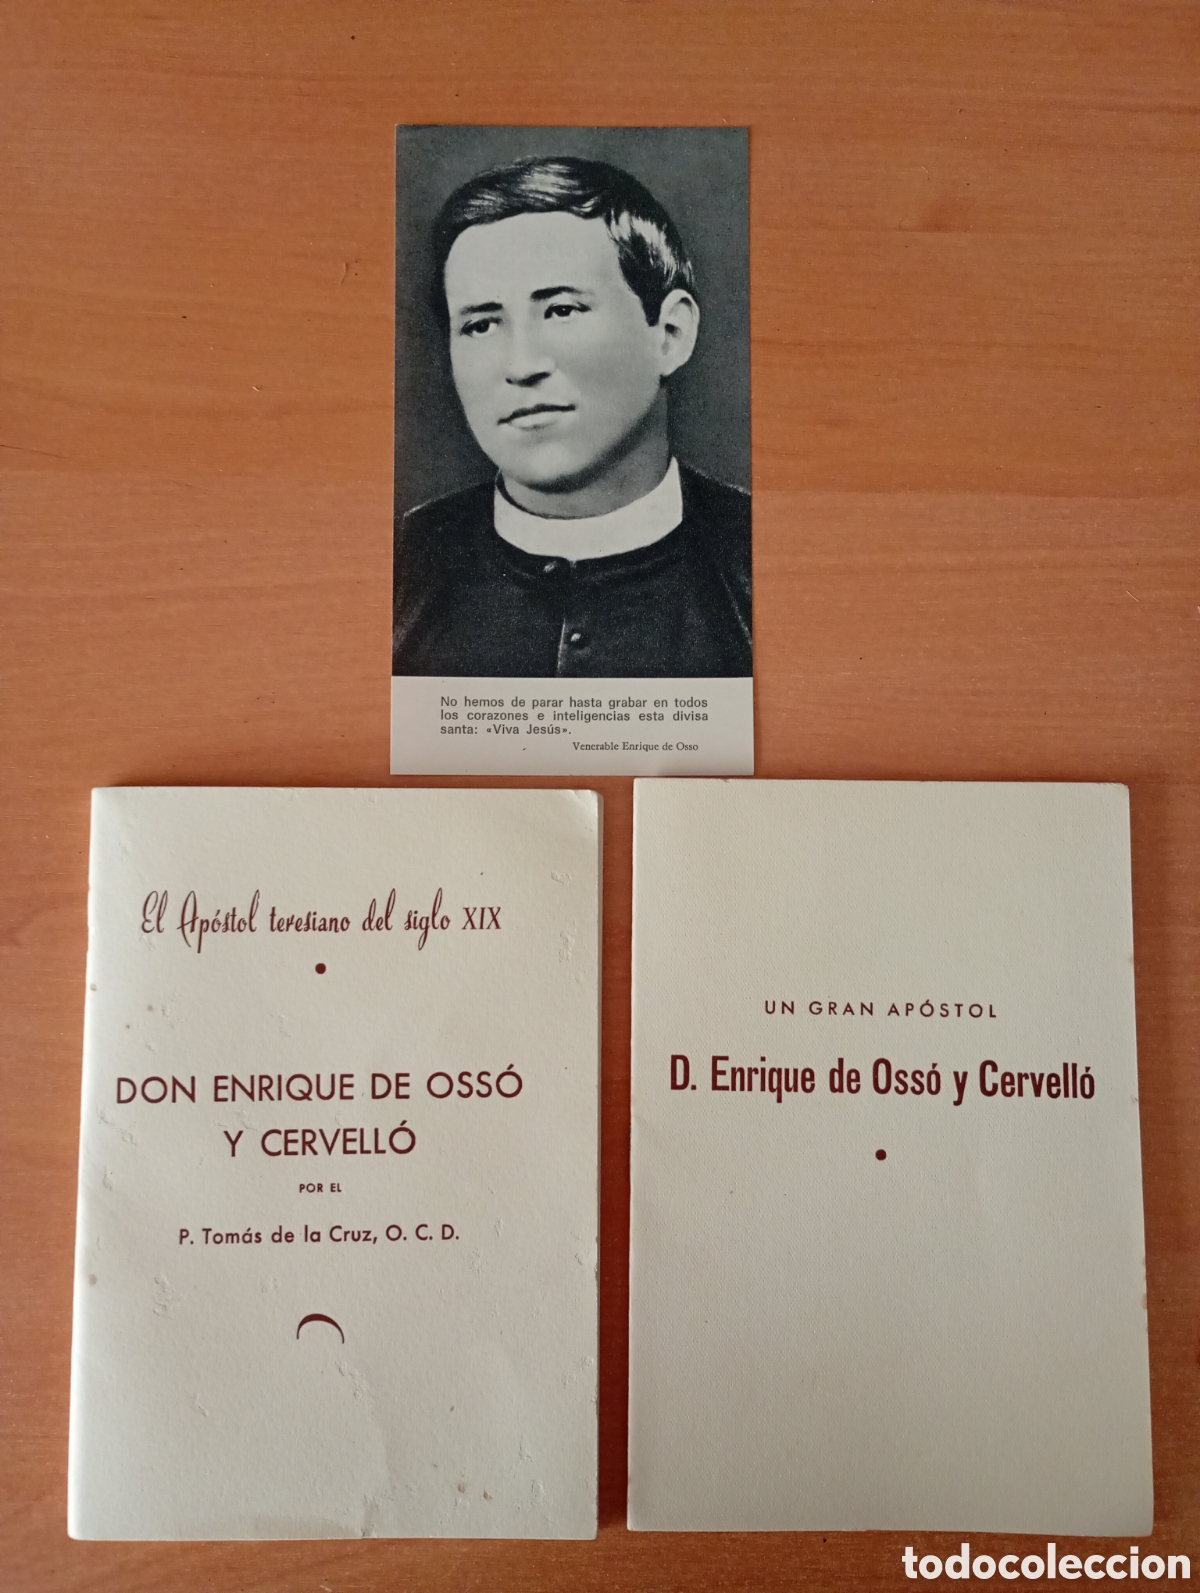 No hemos de parar hasta grabar en todos
los corazones e inteligencias esta divisa
santa: «Viva Jesús».
Venerable Enrique de Osso
El Apóstol teresiano del siglo XIX
DON ENRIQUE DE OSSÓ
Y CERVELLÓ
POR EL
P. Tomás de la Cruz, O. C. D.
UN GRAN APÓSTOL
D. Enrique de Ossó y Cervelló
todocoleccion